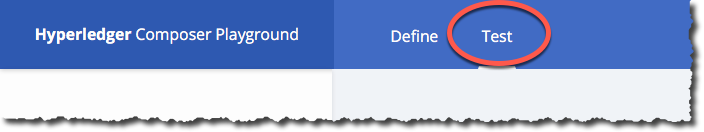 Hyperledger Composer Playground
Define
Test